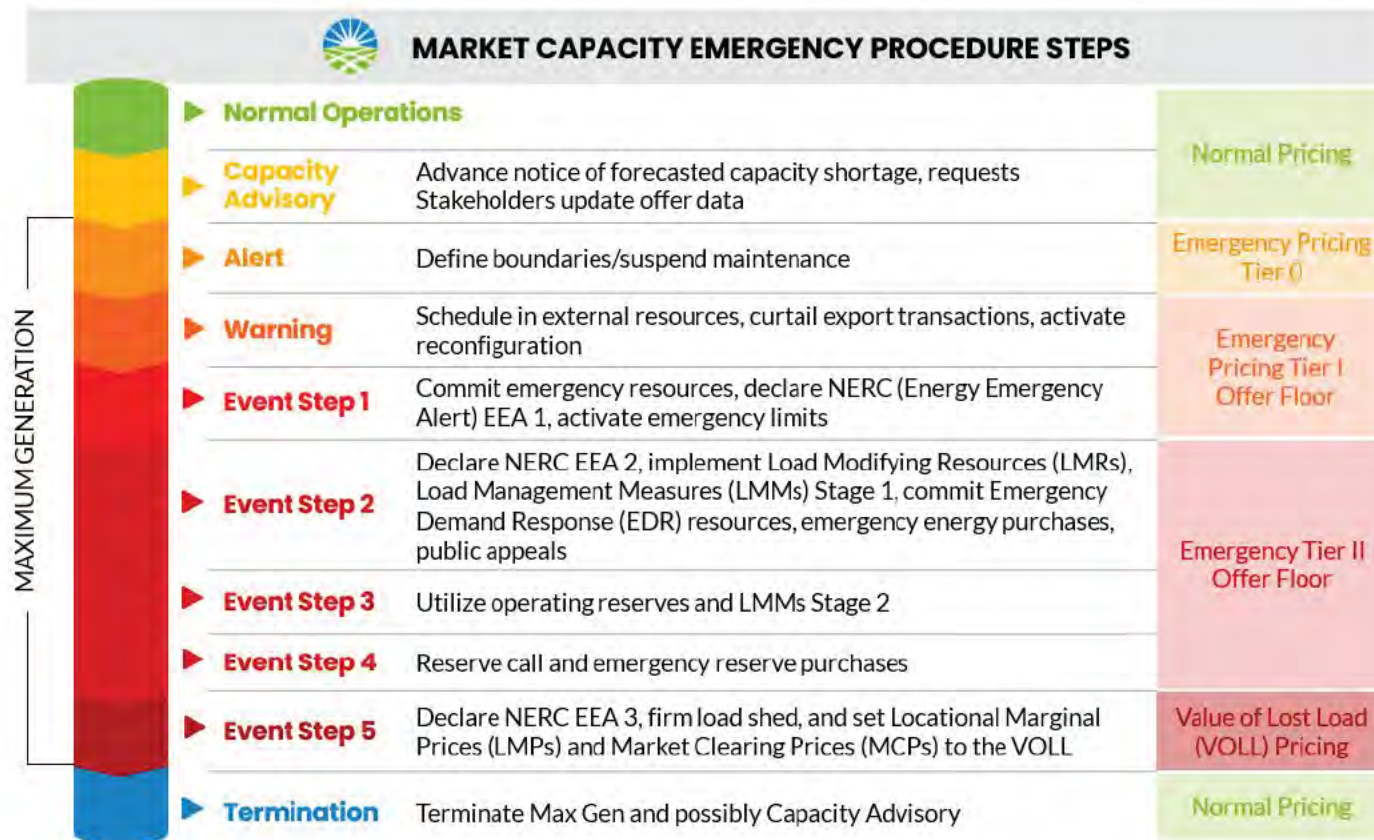 MARKET CAPACITY EMERGENCY PROCEDURE STEPS
MAXIMUM GENERATION
Normal Operations
Normal Pricing
Capacity
Advisory
Advance notice of forecasted capacity shortage, requests
Stakeholders update offer data
Alert
Define boundaries/suspend maintenance
Emergency Pricing
Tier 0
Warning
Schedule in external resources, curtail export transactions, activate
reconfiguration
Emergency
Pricing Tier I
Offer Floor
Event Step 1
Commit emergency resources, declare NERC (Energy Emergency
Alert) EEA 1, activate emergency limits
Event Step 2
Declare NERC EEA 2, implement Load Modifying Resources (LMRs),
Load Management Measures (LMMs) Stage 1, commit Emergency
Demand Response (EDR) resources, emergency energy purchases,
public appeals
Emergency Tier II
Offer Floor
Event Step 3
Utilize operating reserves and LMMs Stage 2
Event Step 4
Reserve call and emergency reserve purchases
Event Step 5
Declare NERC EEA 3, firm load shed, and set Locational Marginal
Prices (LMPs) and Market Clearing Prices (MCPs) to the VOLL
Value of Lost Load
(VOLL) Pricing
Termination
Terminate Max Gen and possibly Capacity Advisory
Normal Pricing